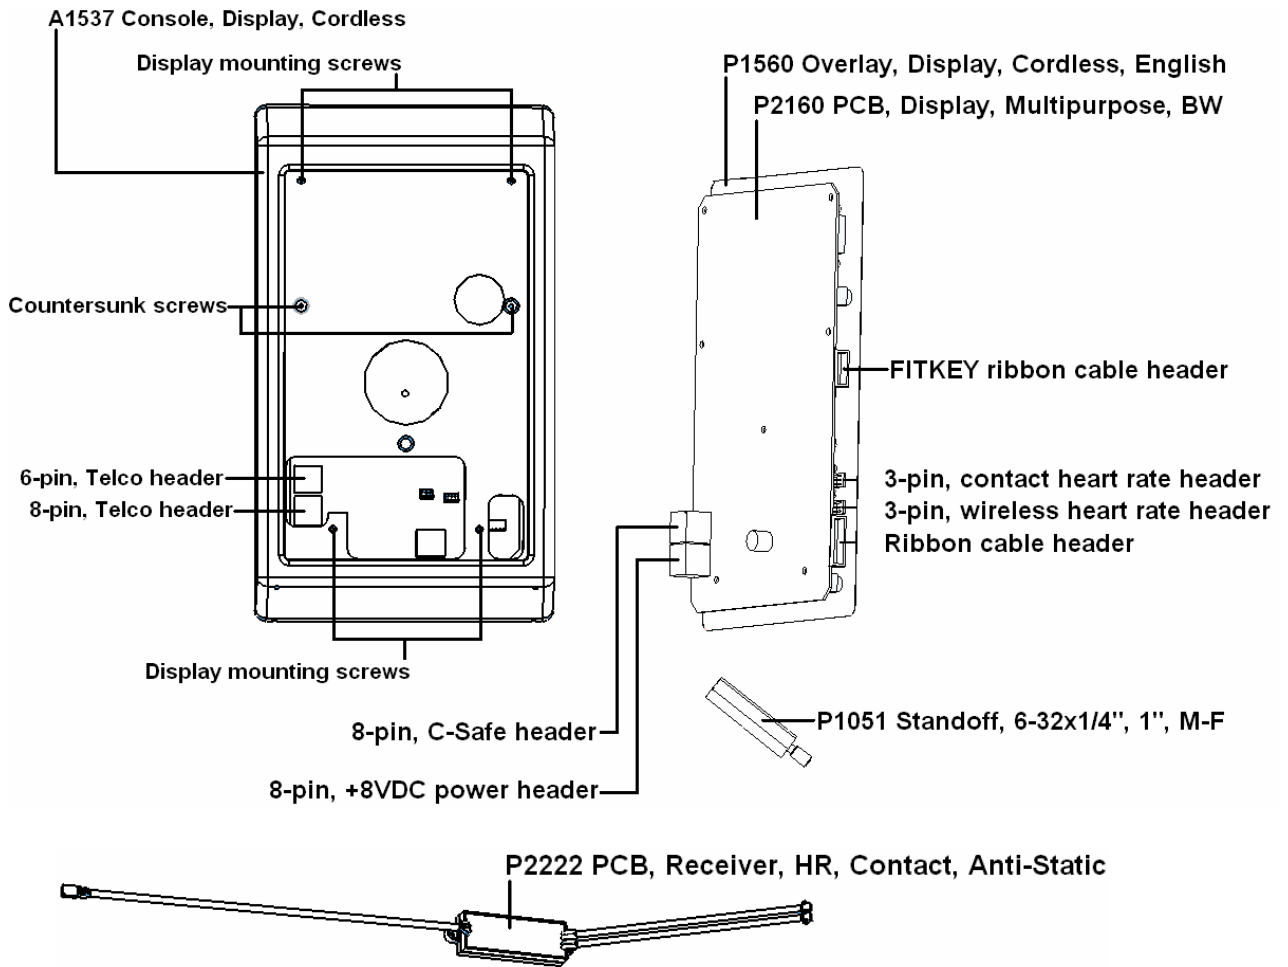 A1537 Console, Display, Cordless
Display mounting screws
P1560 Overlay, Display, Cordless, English
P2160 PCB, Display, Multipurpose, BW
Countersunk screws
FITKEY ribbon cable header
6-pin, Telco header
8-pin, Telco header
3-pin, contact heart rate header
3-pin, wireless heart rate header
Ribbon cable header
Display mounting screws
8-pin, C-Safe header
P1051 Standoff, 6-32x1/4", 1", M-F
8-pin, +8VDC power header
P2222 PCB, Receiver, HR, Contact, Anti-Static